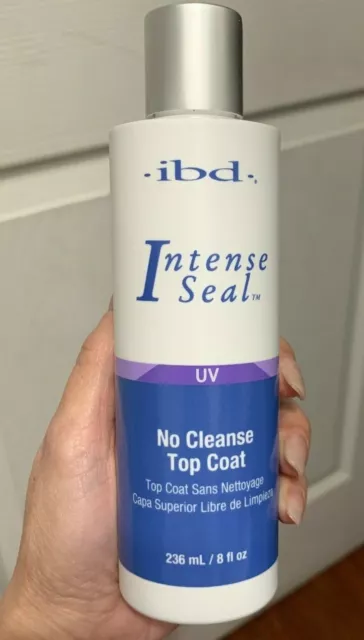 ibd
Intense
Seal™
UV
No Cleanse
Top Coat
Top Coat Sans Nettoyage
Capa Superior Libre de Limpieza
236 mL / 8 fl oz